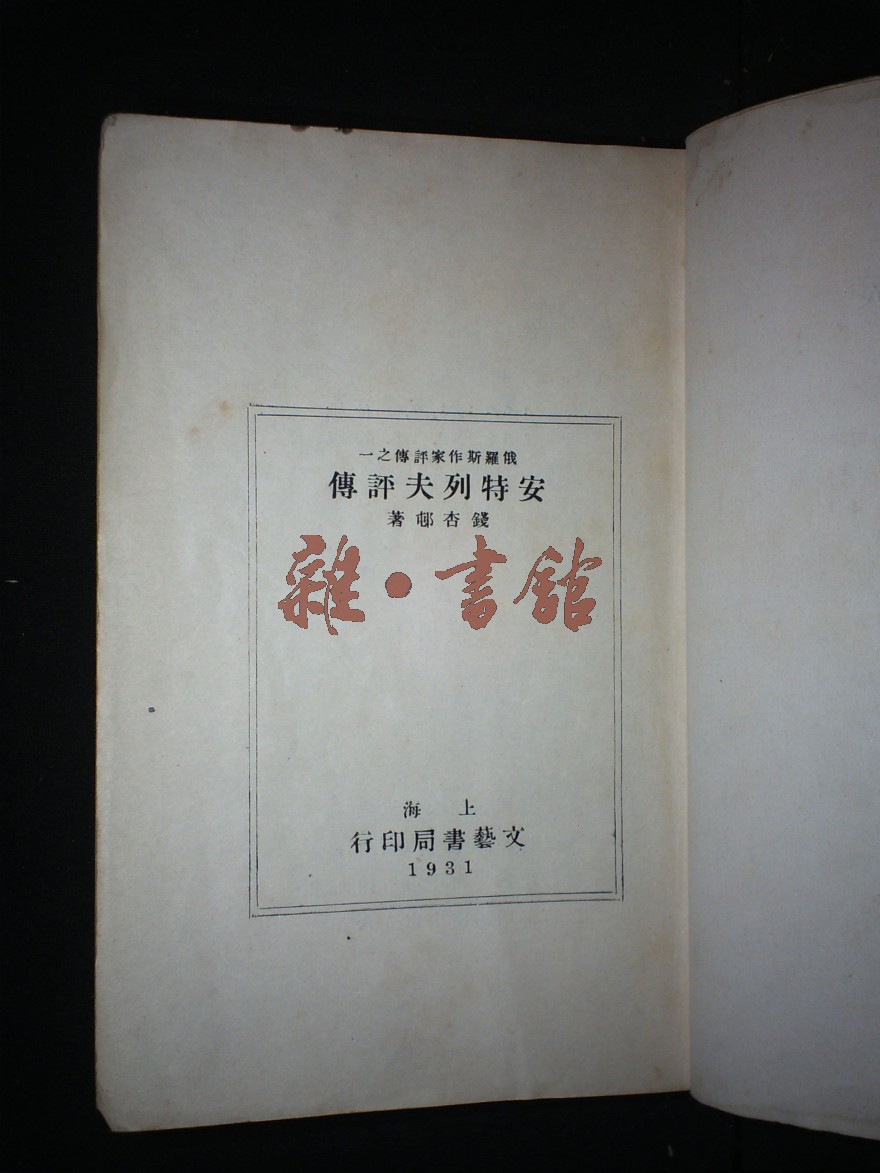 俄羅斯作家評傳之一
安特列夫評傳
錢杏邨著
雜·書館
上海
文藝書局印行
1931